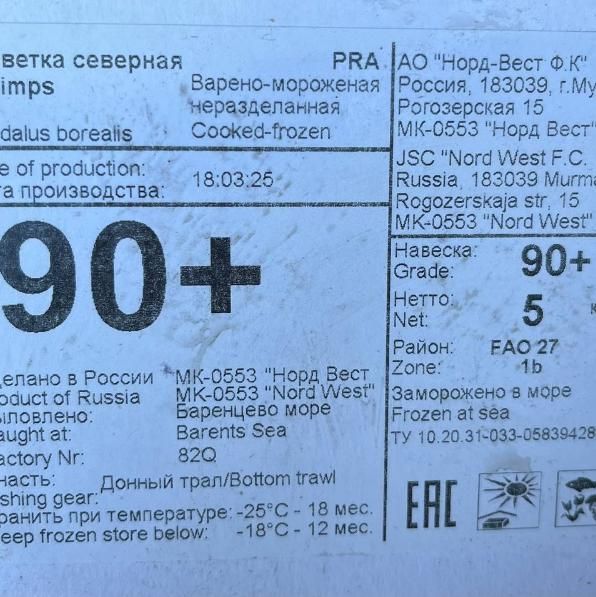 ветка северная PRA
imps Варено-мороженая
неразделанная
dalus borealis Cooked-frozen
e of production:
та производства: 18:03:25
90+
делано в России МК-0553 "Норд Вест
oduct of Russia МК-0553 "Nord West"
ыловлено: Баренцево море
aught at: Barents Sea
actory Nr: 82Q
насть: Донный трал/Bottom trawl
shing gear:
ранить при температуре: -25°C - 18 мес.
eep frozen store below: -18°C - 12 мес.
АО "Норд-Вест Ф.К"
Россия, 183039, г.Му
Рогозерская 15
МК-0553 "Норд Вест"
JSC "Nord West F.C.
Russia, 183039 Murma
Rogozerskaja str, 15
МК-0553 "Nord West"
Навеска: 90+
Grade:
Нетто: 5 к
Net:
Район: FAO 27
Zone: 1b
Заморожено в море
Frozen at sea
ТУ 10.20.31-033-05839428
EAC